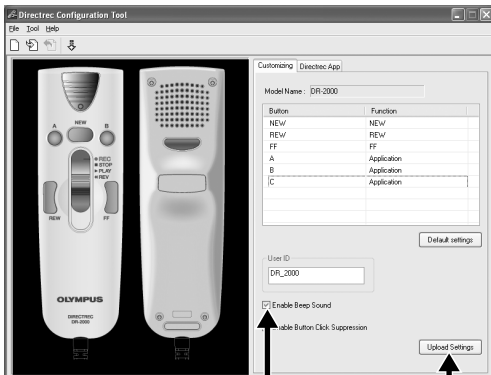 Directrec Configuration Tool
File Tool Help
Customizing Directrec App
Model Name : DR-2000
Button Function
NEW NEW
REW REW
FF FF
A Application
B Application
C Application
Default settings
User ID
DR_2000
Enable Beep Sound
Enable Button Click Suppression
Upload Settings
A NEW B
REC
STOP
PLAY
REV
REW FF
OLYMPUS
DIRECTREC
DR-2000